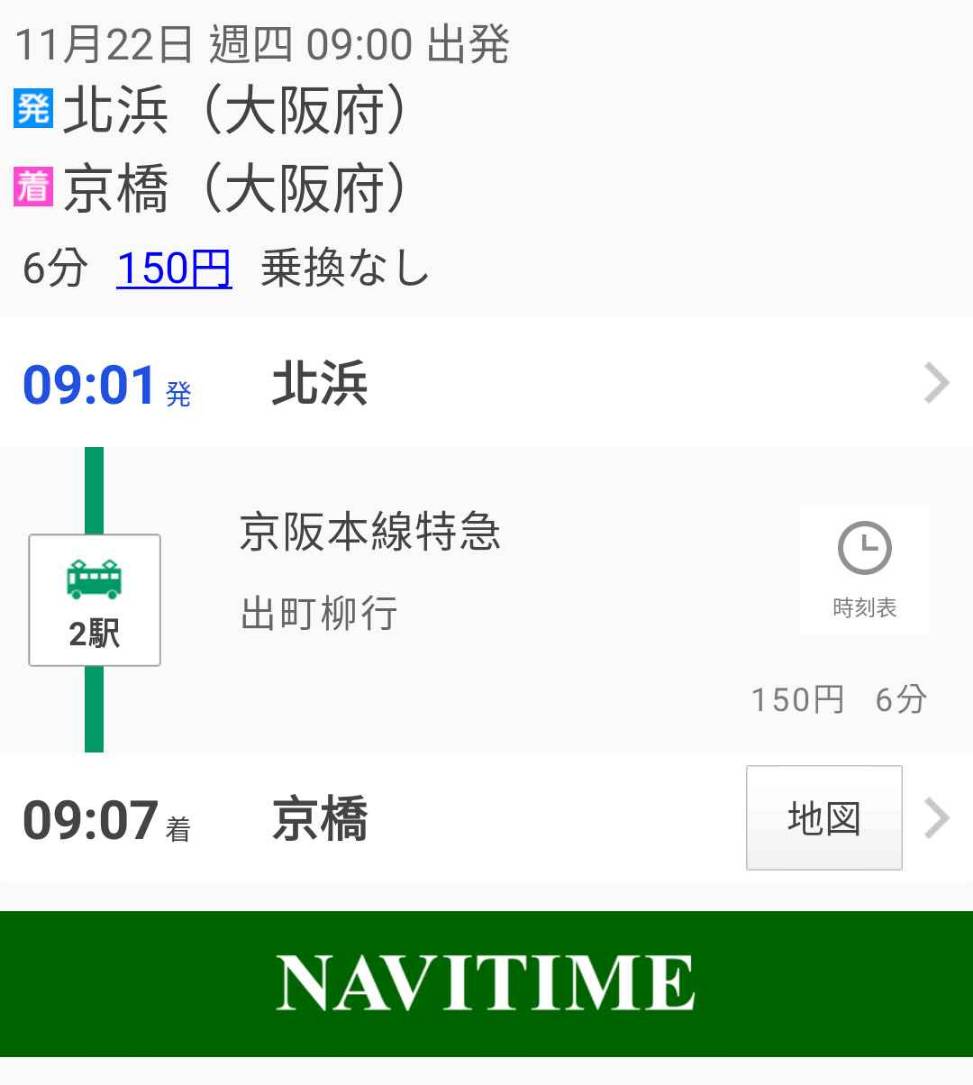 11月22日 週四 09:00 出発
発 北浜（大阪府）
着 京橋（大阪府）
6分 150円 乗換なし
09:01 発 北浜
京阪本線特急
出町柳行
2駅
時刻表
150円 6分
09:07 着 京橋 地図
NAVITIME